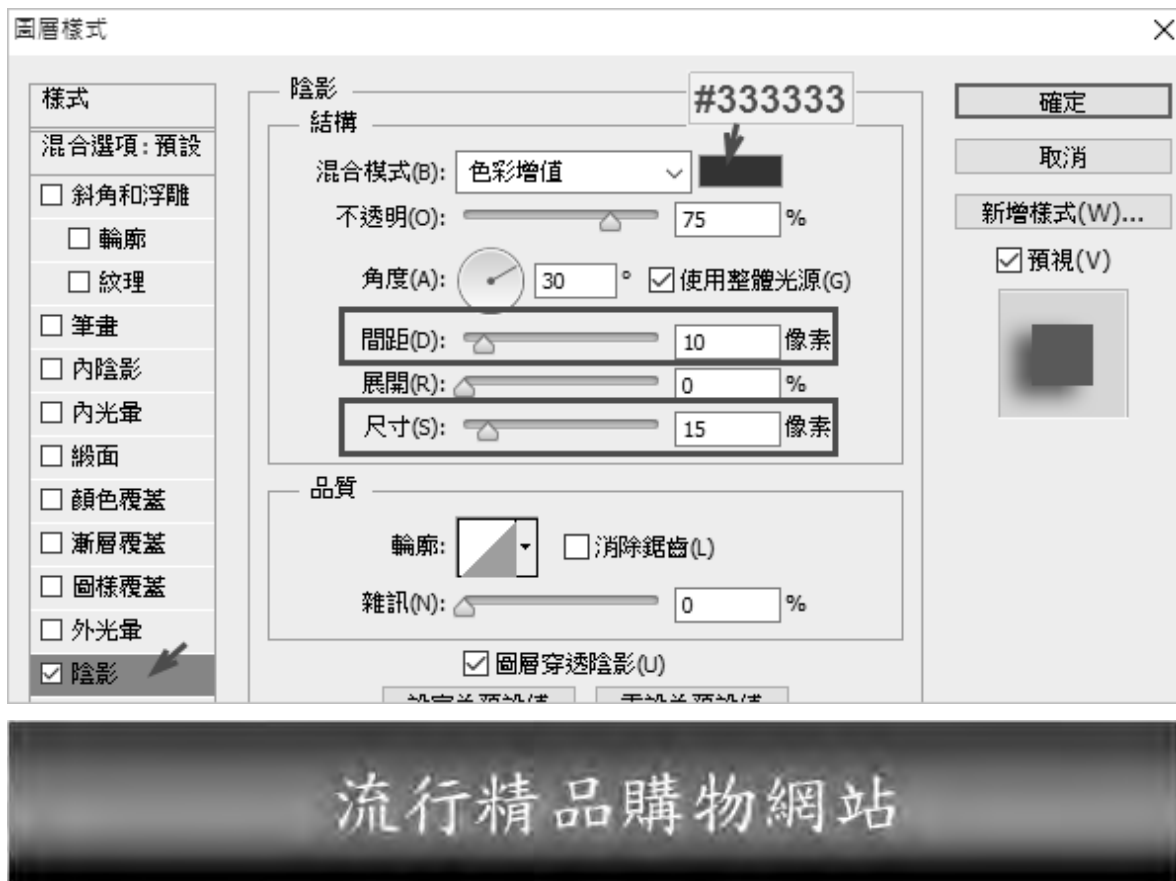 圖層樣式
樣式
混合選項:預設
斜角和浮雕
輪廓
紋理
筆畫
內陰影
內光暈
緞面
顏色覆蓋
漸層覆蓋
圖樣覆蓋
外光暈
陰影
陰影
#333333
結構
混合模式(B): 色彩增值
不透明(O): 75 %
角度(A): 30 ° 使用整體光源(G)
間距(D): 10 像素
展開(R): 0 %
尺寸(S): 15 像素
品質
輪廓: 消除鋸齒(L)
雜訊(N): 0 %
圖層穿透陰影(U)
確定
取消
新增樣式(W)...
預視(V)
流行精品購物網站